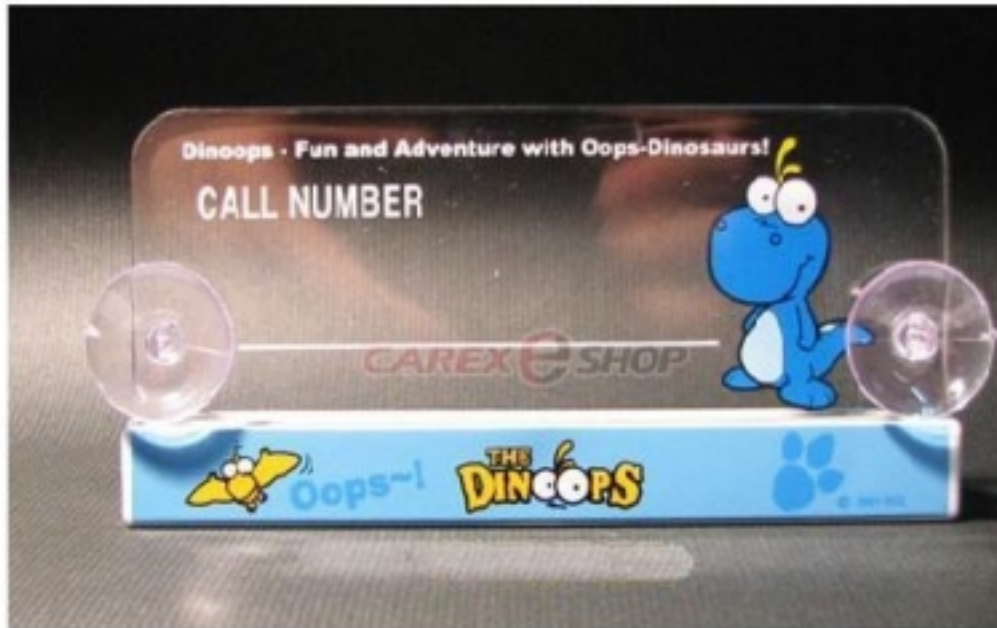 Dinoops - Fun and Adventure with Oops-Dinosaurs!
CALL NUMBER
CAREX e SHOP
Oops~!
THE
DINOOPS